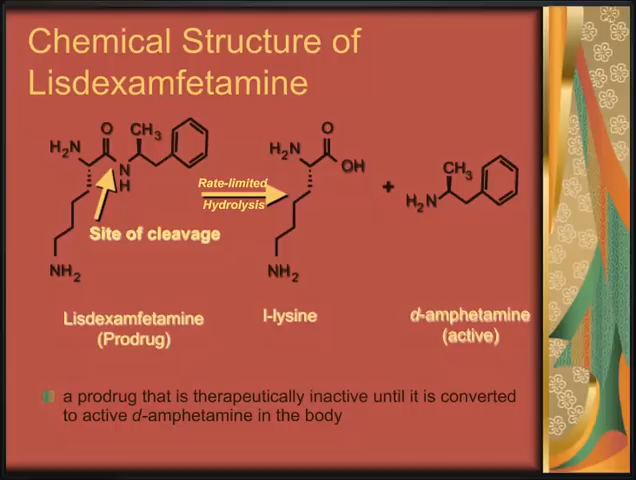 Chemical Structure of
Lisdexamfetamine
O CH3
H2N
N
H
NH2
Site of cleavage
Rate-limited
Hydrolysis
O
H2N
OH
NH2
+
CH3
H2N
Lisdexamfetamine
(Prodrug)
l-lysine
d-amphetamine
(active)
a prodrug that is therapeutically inactive until it is converted
to active d-amphetamine in the body